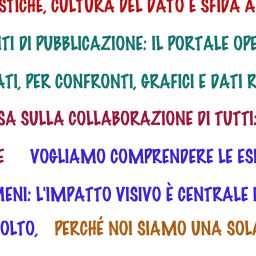 STICHE, CULTURA DEL DATO E SFIDA A
TI DI PUBBLICAZIONE: IL PORTALE OPE
ATI, PER CONFRONTI, GRAFICI E DATI R
SA SULLA COLLABORAZIONE DI TUTTI:
E VOGLIAMO COMPRENDERE LE ES
MENI: L'IMPATTO VISIVO È CENTRALE
OLTO, PERCHÉ NOI SIAMO UNA SOLA